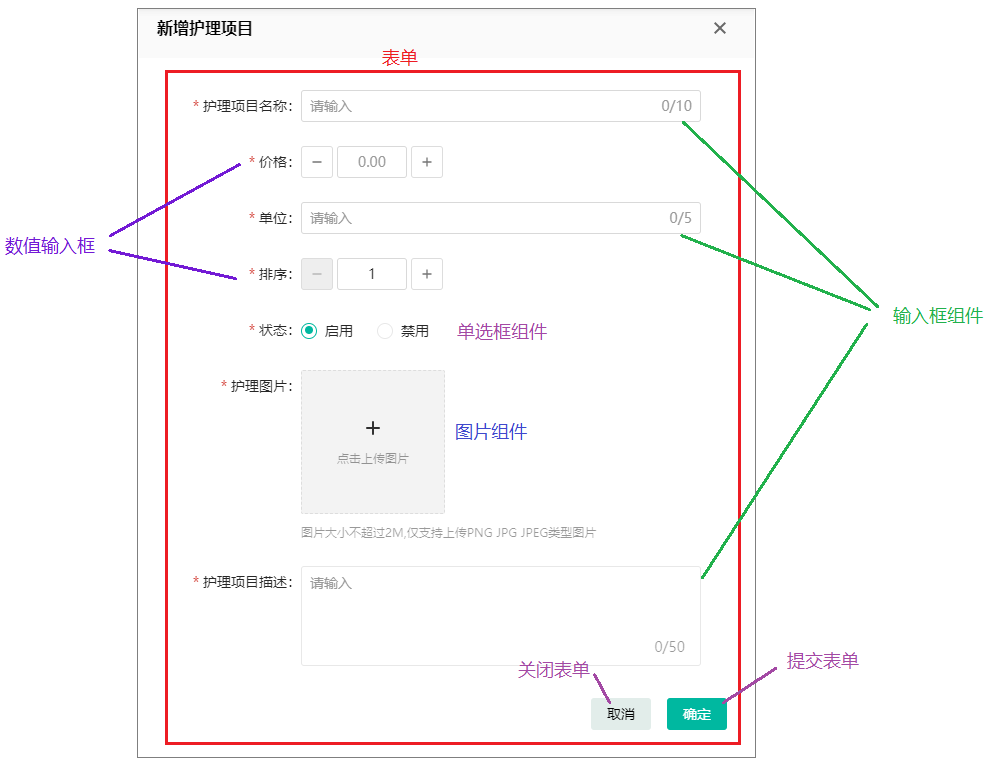 新增护理项目
表单
* 护理项目名称: 请输入 0/10
* 价格: 0.00
* 单位: 请输入 0/5
数值输入框
* 排序: 1
输入框组件
* 状态: 启用 禁用 单选框组件
* 护理图片:
图片组件
点击上传图片
图片大小不超过2M,仅支持上传PNG JPG JPEG类型图片
* 护理项目描述: 请输入
0/50
关闭表单
提交表单
取消 确定